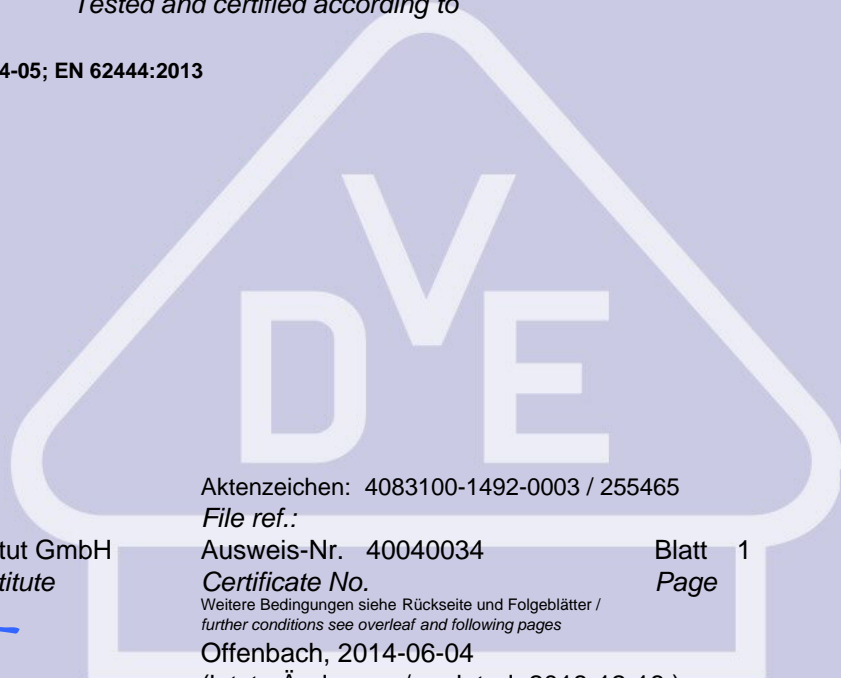 Tested and certified according to
4-05; EN 62444:2013
VDE
Aktenzeichen: 4083100-1492-0003 / 255465
File ref.:
tut GmbH Ausweis-Nr. 40040034 Blatt 1
titute Certificate No. Page
Weitere Bedingungen siehe Rückseite und Folgeblätter /
further conditions see overleaf and following pages
Offenbach, 2014-06-04